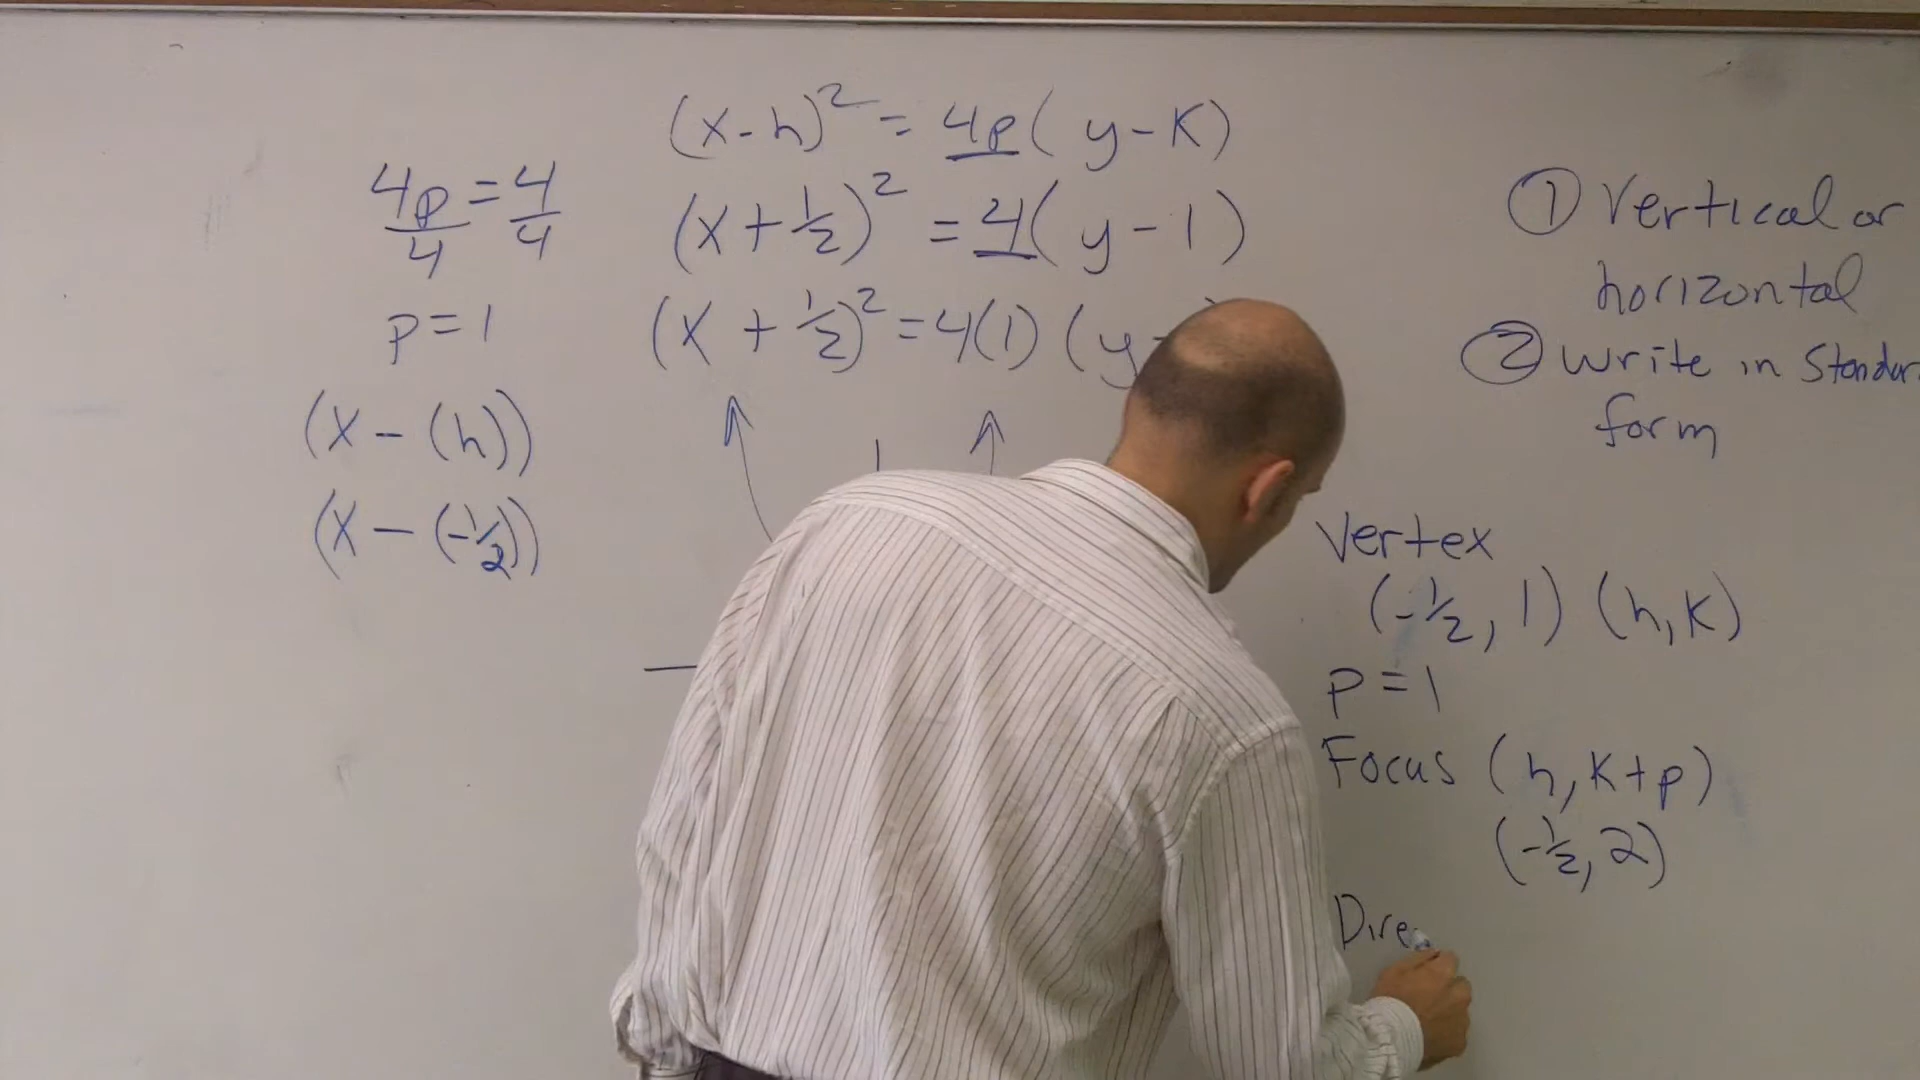 (x-h)² = 4p(y-k)
(x+½)² = 4(y-1)
(x+½)² = 4(1)(y-
4p = 4
4 4
p=1
(x-(h))
(x-(-½))
① Vertical or
horizontal
② Write in Standar
form
Vertex
(-½, 1) (h, k)
p=1
Focus (h, k+p)
(-½, 2)
Dire